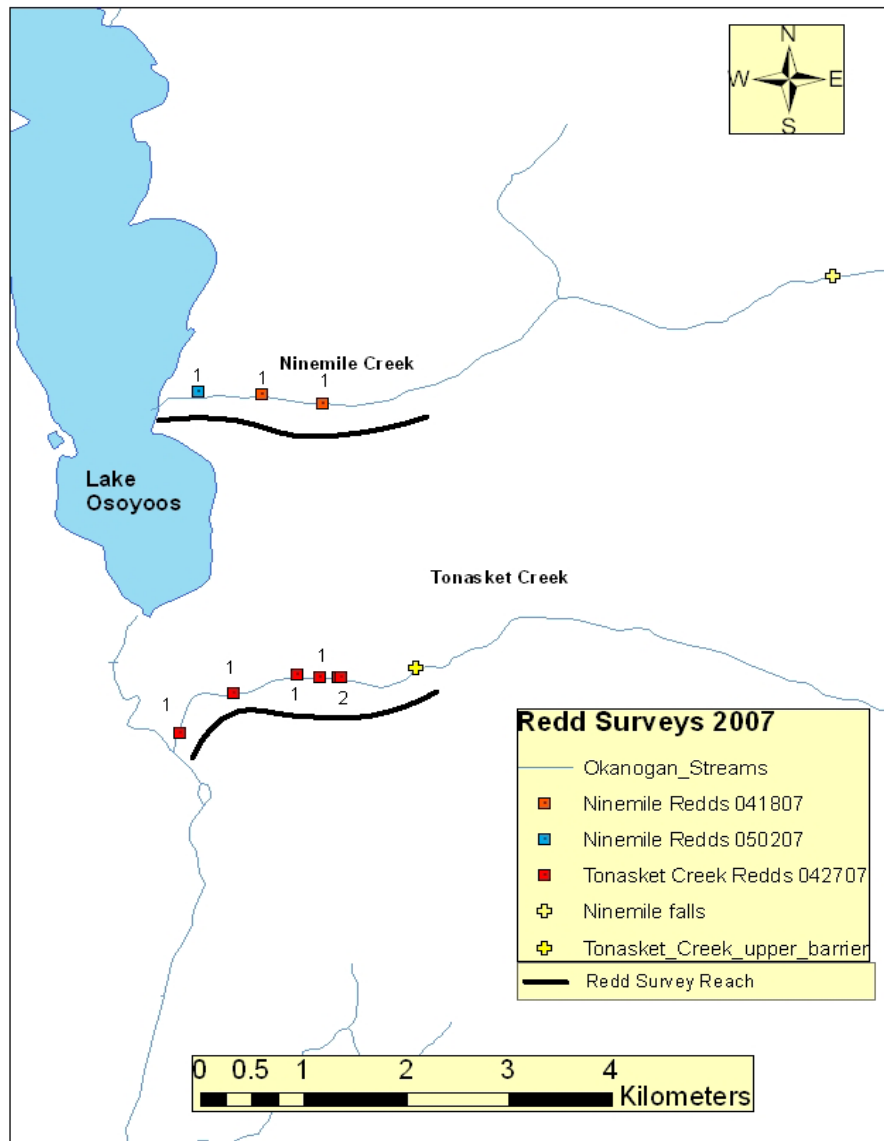 N
W E
S
1 1 1
Ninemile Creek
Lake
Osoyoos
Tonasket Creek
1
1
1
1
2
Redd Surveys 2007
Okanogan_Streams
Ninemile Redds 041807
Ninemile Redds 050207
Tonasket Creek Redds 042707
Ninemile falls
Tonasket_Creek_upper_barrier
Redd Survey Reach
0 0.5 1 2 3 4
Kilometers